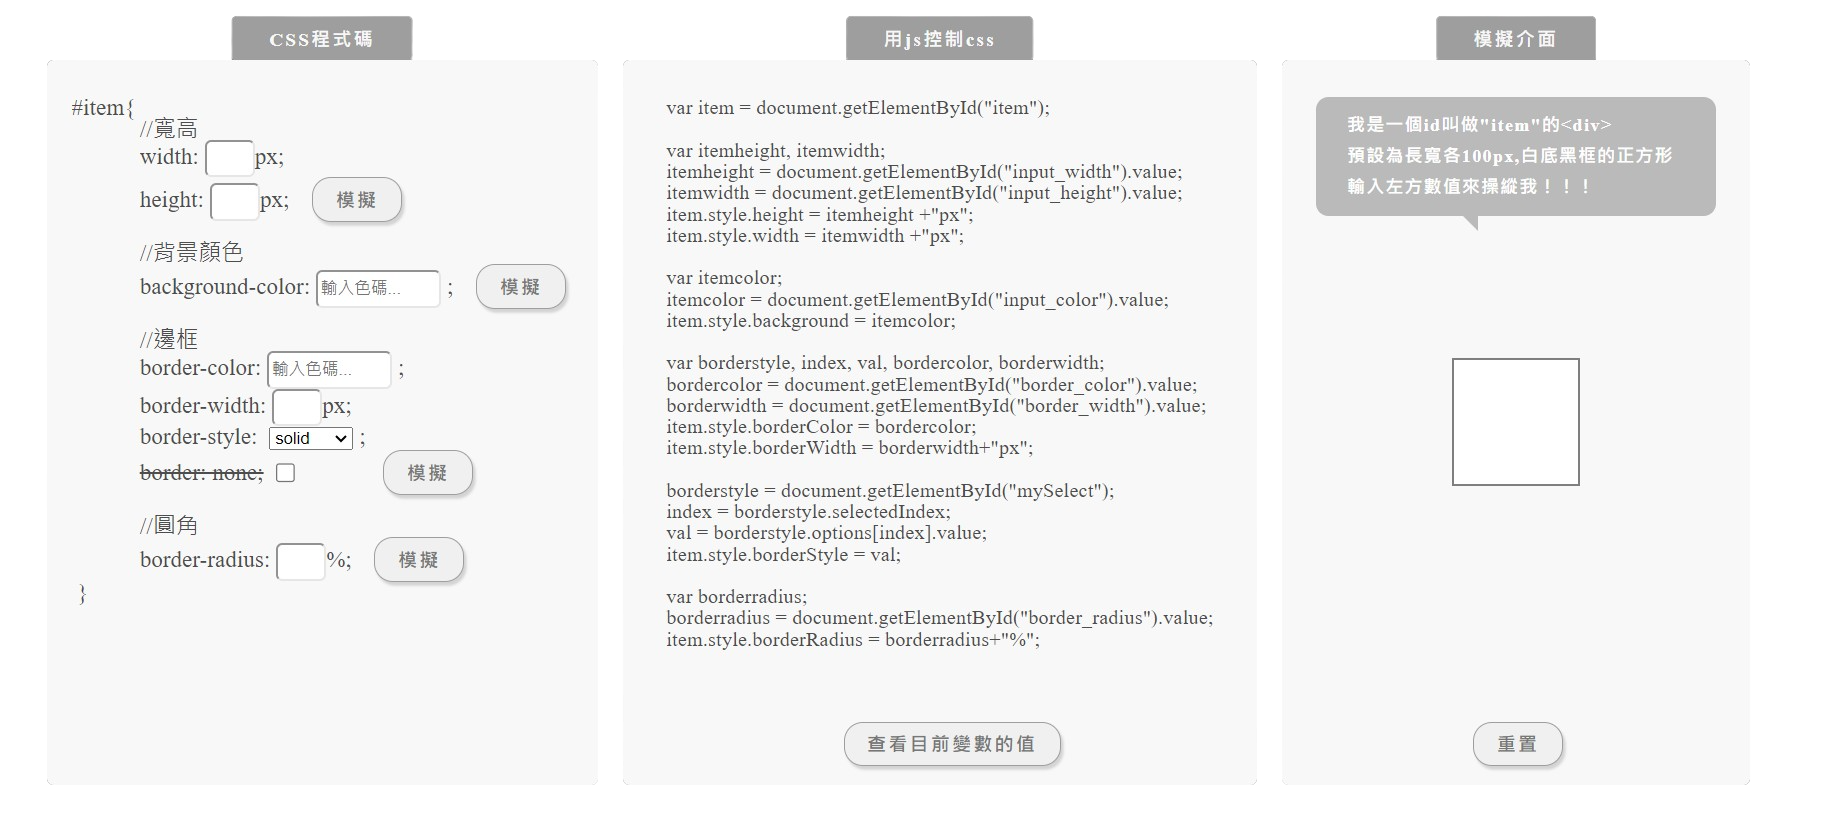 CSS程式碼
#item{
//寬高
width: px;
height: px; 模擬
//背景顏色
background-color: 輸入色碼... ; 模擬
//邊框
border-color: 輸入色碼... ;
border-width: px;
border-style: solid ;
border: none; 模擬
//圓角
border-radius: %; 模擬
}
用js控制css
var item = document.getElementById("item");
var itemheight, itemwidth;
itemheight = document.getElementById("input_width").value;
itemwidth = document.getElementById("input_height").value;
item.style.height = itemheight +"px";
item.style.width = itemwidth +"px";
var itemcolor;
itemcolor = document.getElementById("input_color").value;
item.style.background = itemcolor;
var borderstyle, index, val, bordercolor, borderwidth;
bordercolor = document.getElementById("border_color").value;
borderwidth = document.getElementById("border_width").value;
item.style.borderColor = bordercolor;
item.style.borderWidth = borderwidth+"px";
borderstyle = document.getElementById("mySelect");
index = borderstyle.selectedIndex;
val = borderstyle.options[index].value;
item.style.borderStyle = val;
var borderradius;
borderradius = document.getElementById("border_radius").value;
item.style.borderRadius = borderradius+"%";
查看目前變數的值
模擬介面
我是一個id叫做"item"的<div>
預設為長寬各100px,白底黑框的正方形
輸入左方數值來操縱我！！！
重置